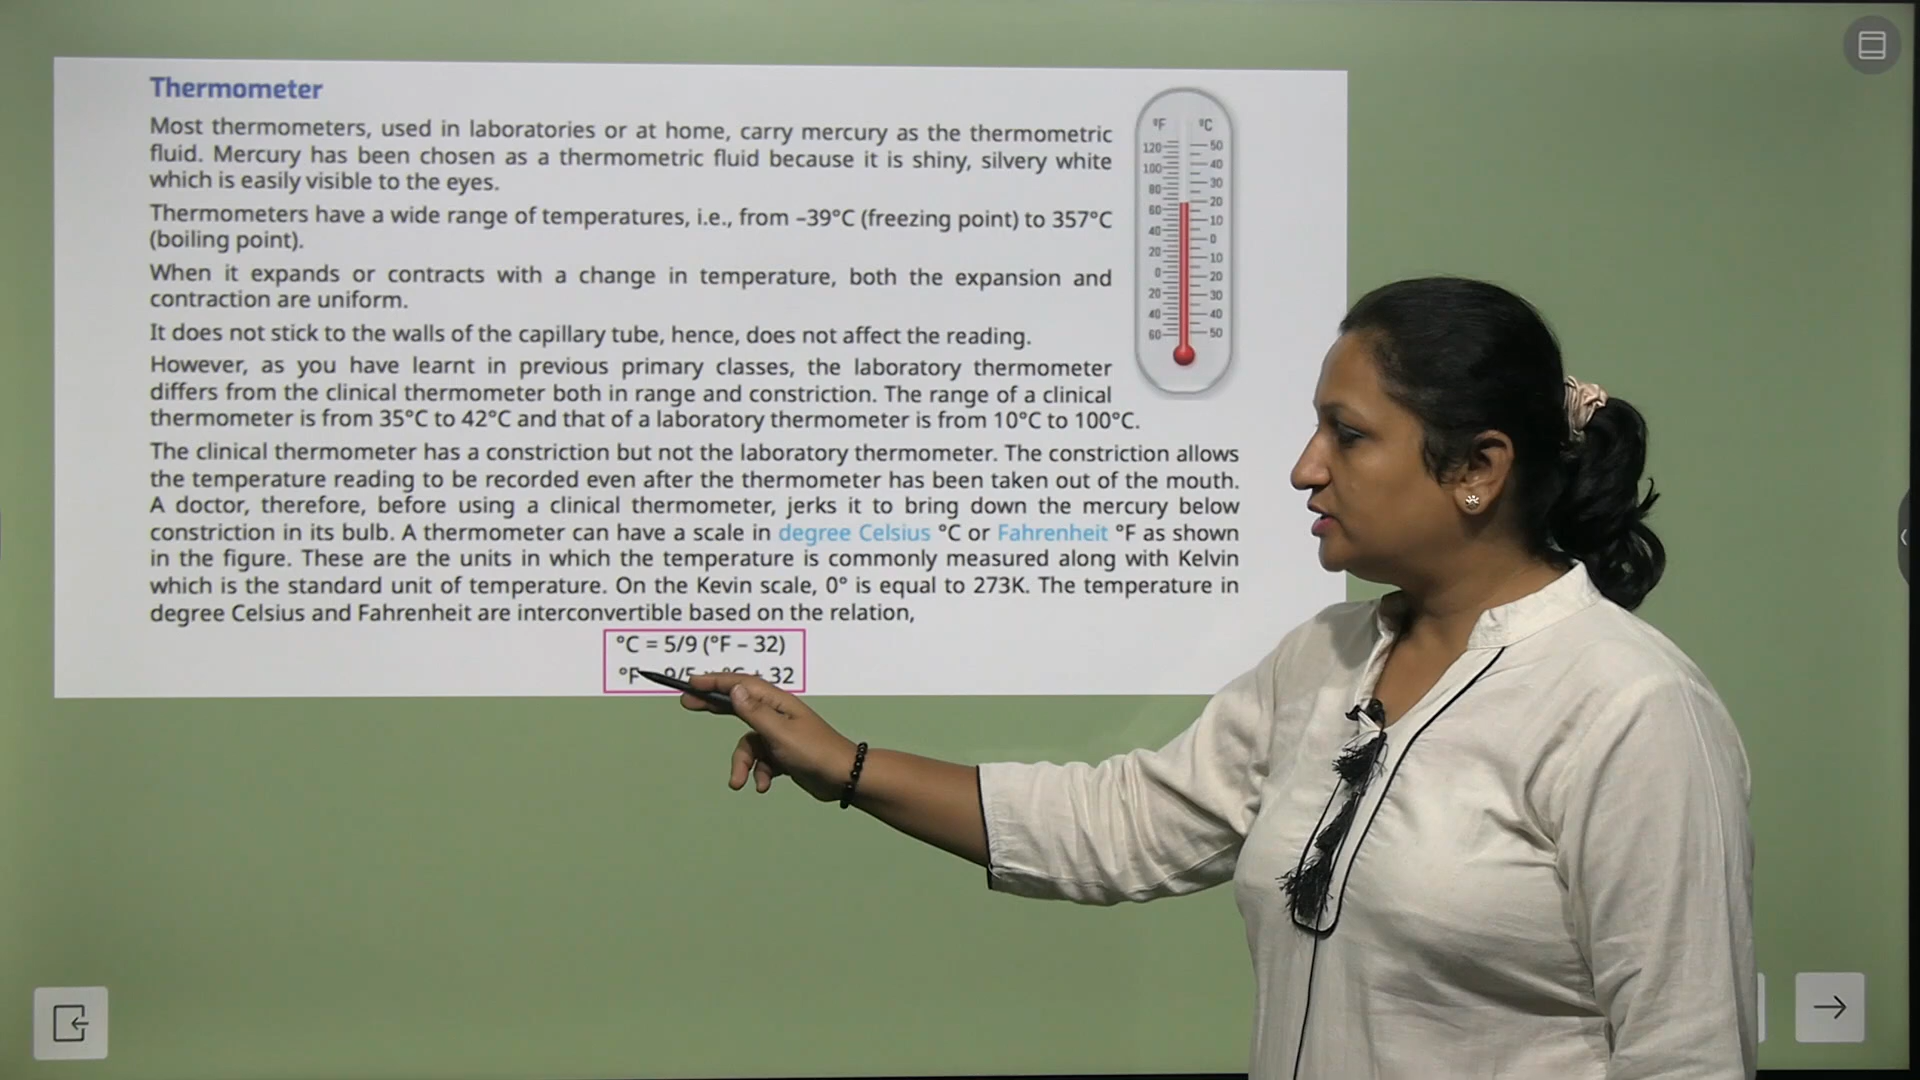 Thermometer
Most thermometers, used in laboratories or at home, carry mercury as the thermometric
fluid. Mercury has been chosen as a thermometric fluid because it is shiny, silvery white
which is easily visible to the eyes.
Thermometers have a wide range of temperatures, i.e., from –39°C (freezing point) to 357°C
(boiling point).
When it expands or contracts with a change in temperature, both the expansion and
contraction are uniform.
It does not stick to the walls of the capillary tube, hence, does not affect the reading.
However, as you have learnt in previous primary classes, the laboratory thermometer
differs from the clinical thermometer both in range and constriction. The range of a clinical
thermometer is from 35°C to 42°C and that of a laboratory thermometer is from 10°C to 100°C.
The clinical thermometer has a constriction but not the laboratory thermometer. The constriction allows
the temperature reading to be recorded even after the thermometer has been taken out of the mouth.
A doctor, therefore, before using a clinical thermometer, jerks it to bring down the mercury below
constriction in its bulb. A thermometer can have a scale in degree Celsius °C or Fahrenheit °F as shown
in the figure. These are the units in which the temperature is commonly measured along with Kelvin
which is the standard unit of temperature. On the Kevin scale, 0° is equal to 273K. The temperature in
degree Celsius and Fahrenheit are interconvertible based on the relation,
°C = 5/9 (°F – 32)
°F 9/5 °C + 32
°F °C
120 50
100 40
80 30
60 20
40 10
20 0
0 10
20 20
40 30
60 40
50